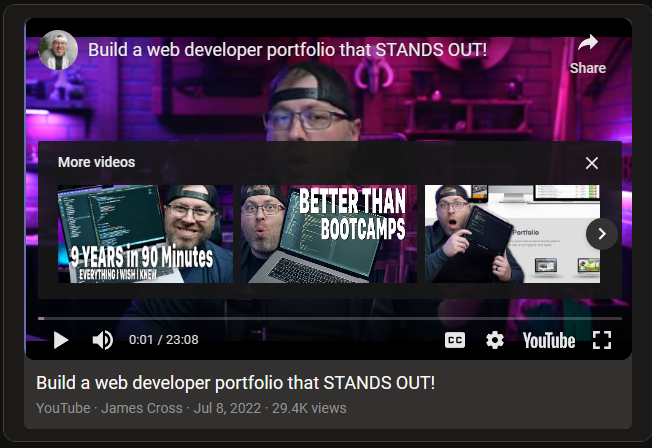 Build a web developer portfolio that STANDS OUT!
Share
More videos
9 YEARS in 90 Minutes
EVERYTHING I WISH I KNEW
BETTER THAN
BOOTCAMPS
Portfolio
0:01 / 23:08
CC
YouTube
Build a web developer portfolio that STANDS OUT!
YouTube · James Cross · Jul 8, 2022 · 29.4K views